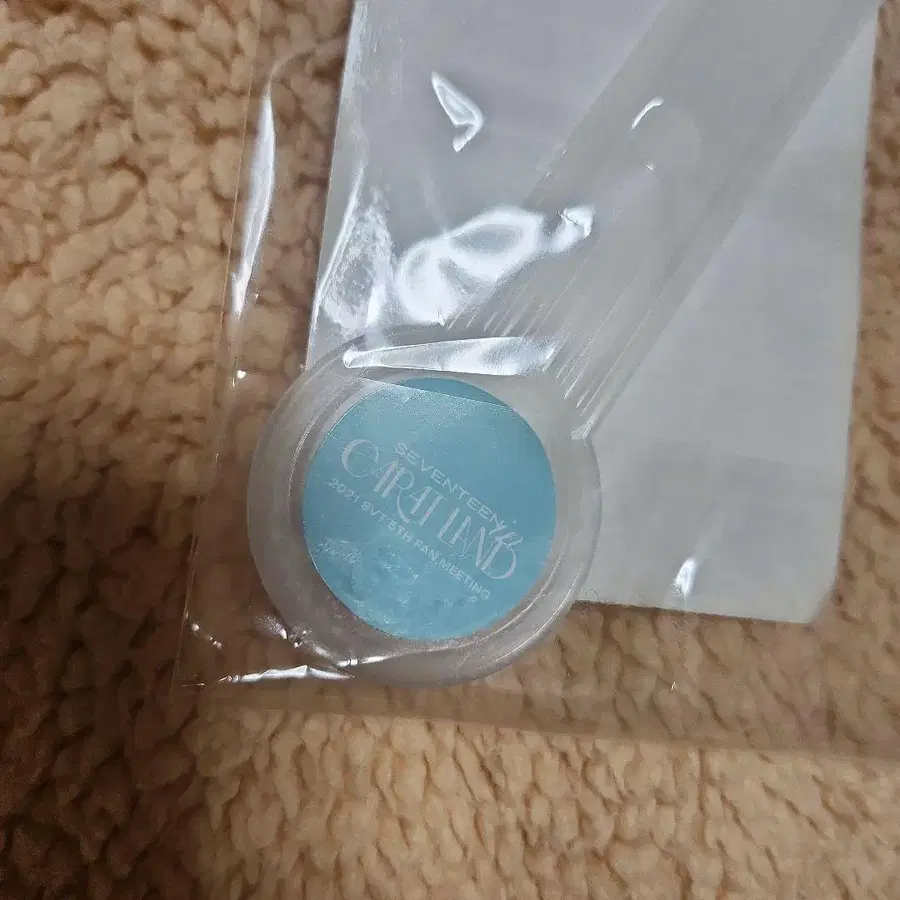 SEVENTEEN
CARAT LAND
2021 SVT 5TH FAN MEETING